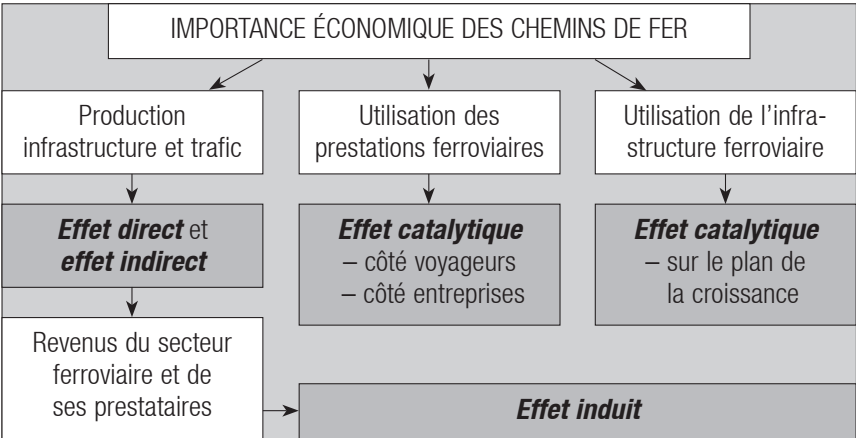 IMPORTANCE ÉCONOMIQUE DES CHEMINS DE FER
Production
infrastructure et trafic
Utilisation des
prestations ferroviaires
Utilisation de l’infra-
structure ferroviaire
Effet direct et
effet indirect
Effet catalytique
– côté voyageurs
– côté entreprises
Effet catalytique
– sur le plan de
la croissance
Revenus du secteur
ferroviaire et de
ses prestataires
Effet induit